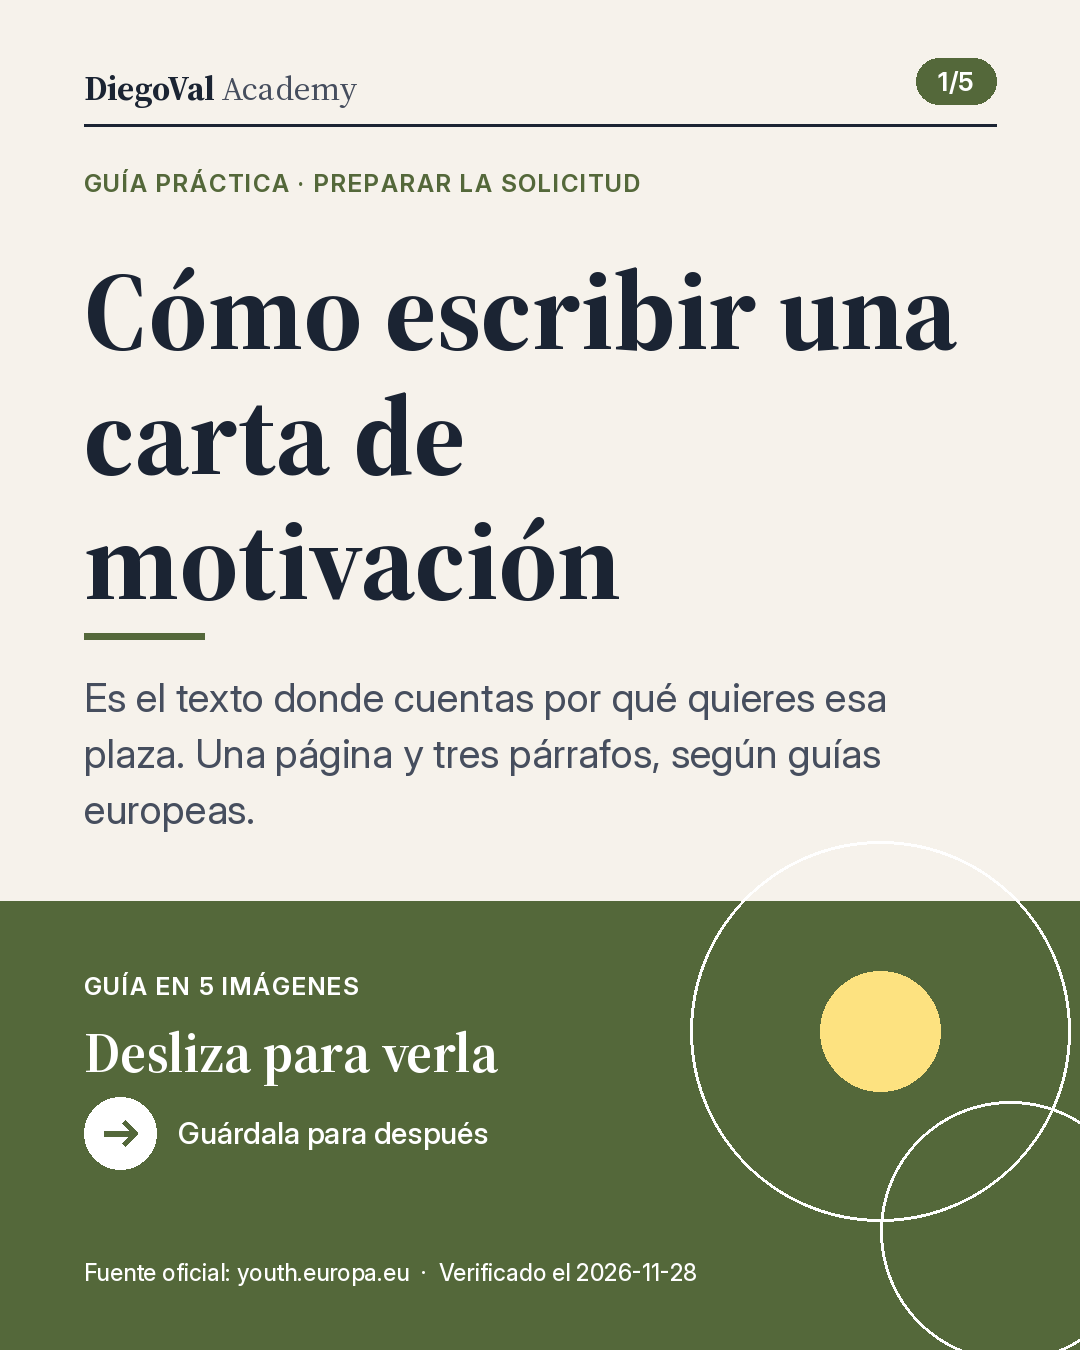 DiegoVal Academy
1/5
GUÍA PRÁCTICA · PREPARAR LA SOLICITUD
Cómo escribir una
carta de
motivación
Es el texto donde cuentas por qué quieres esa
plaza. Una página y tres párrafos, según guías
europeas.
GUÍA EN 5 IMÁGENES
Desliza para verla
Guárdala para después
Fuente oficial: youth.europa.eu · Verificado el 2026-11-28